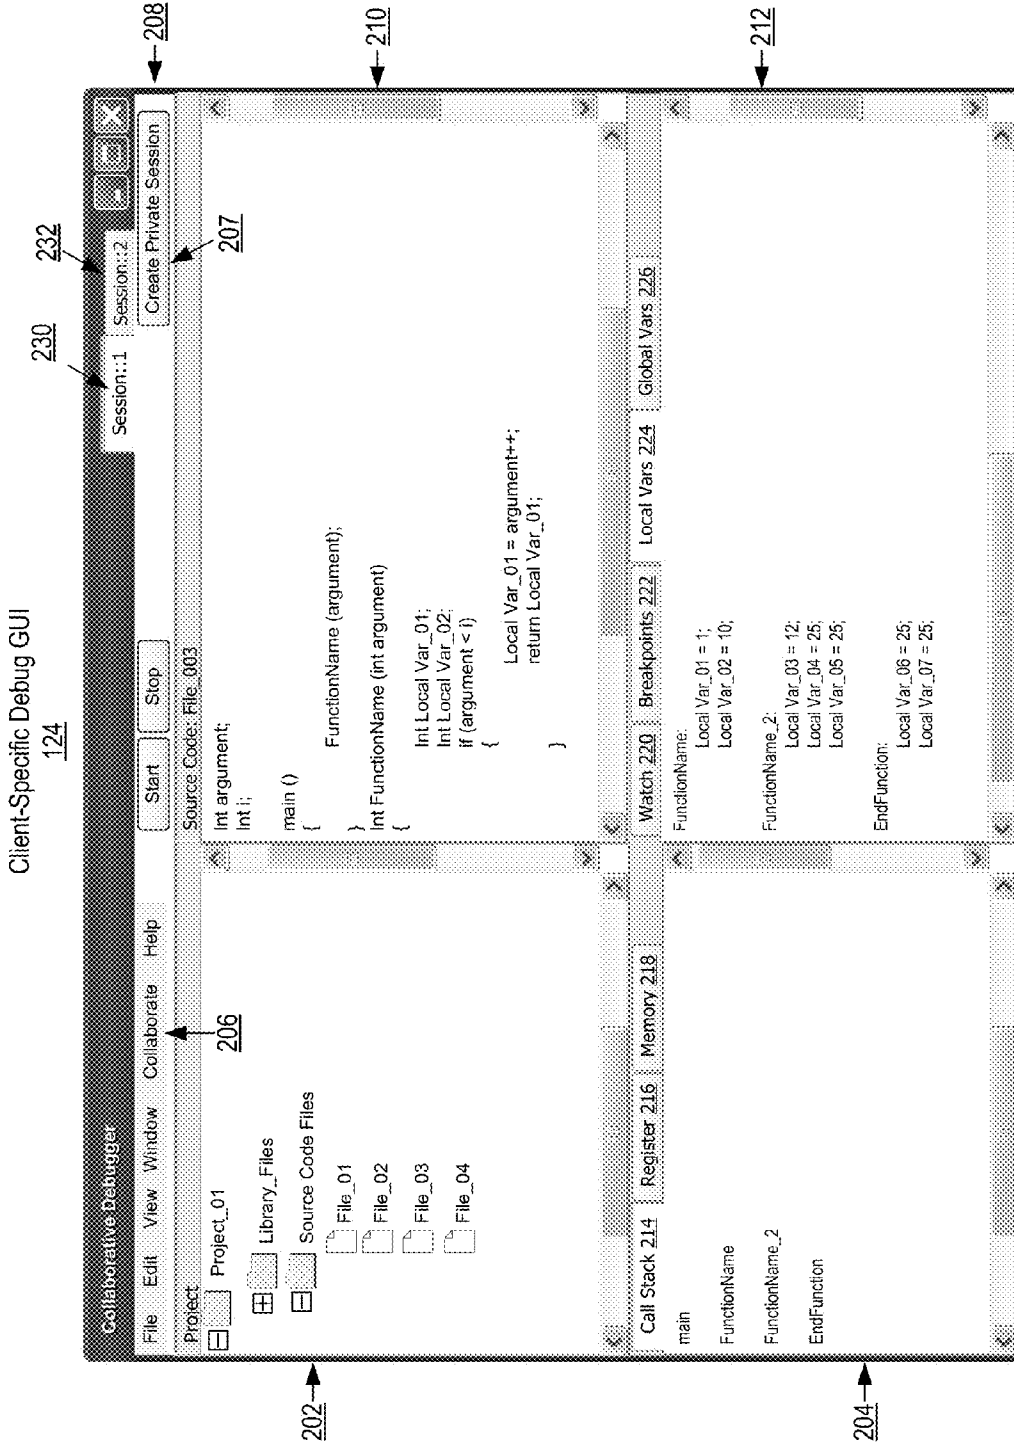 Client-Specific Debug GUI
124
230
232
Collaborative Debugger
Session::1
Session::2
File
Edit
View
Window
Collaborate
Help
Start
Stop
Create Private Session
208
206
207
Project
Source Code: File_003
202
Project_01
Library_Files
Source Code Files
File_01
File_02
File_03
File_04
210
Int argument;
Int i;
main ()
{
FunctionName (argument);
}
Int FunctionName (int argument)
{
Int Local Var_01;
Int Local Var_02;
if (argument < i)
{
Local Var_01 = argument++;
return Local Var_01;
}
204
Call Stack 214
Register 216
Memory 218
main
FunctionName
FunctionName_2
EndFunction
212
Watch 220
Breakpoints 222
Local Vars 224
Global Vars 226
FunctionName:
Local Var_01 = 1;
Local Var_02 = 10;
FunctionName_2:
Local Var_03 = 12;
Local Var_04 = 25;
Local Var_05 = 25;
EndFunction:
Local Var_06 = 25;
Local Var_07 = 25;